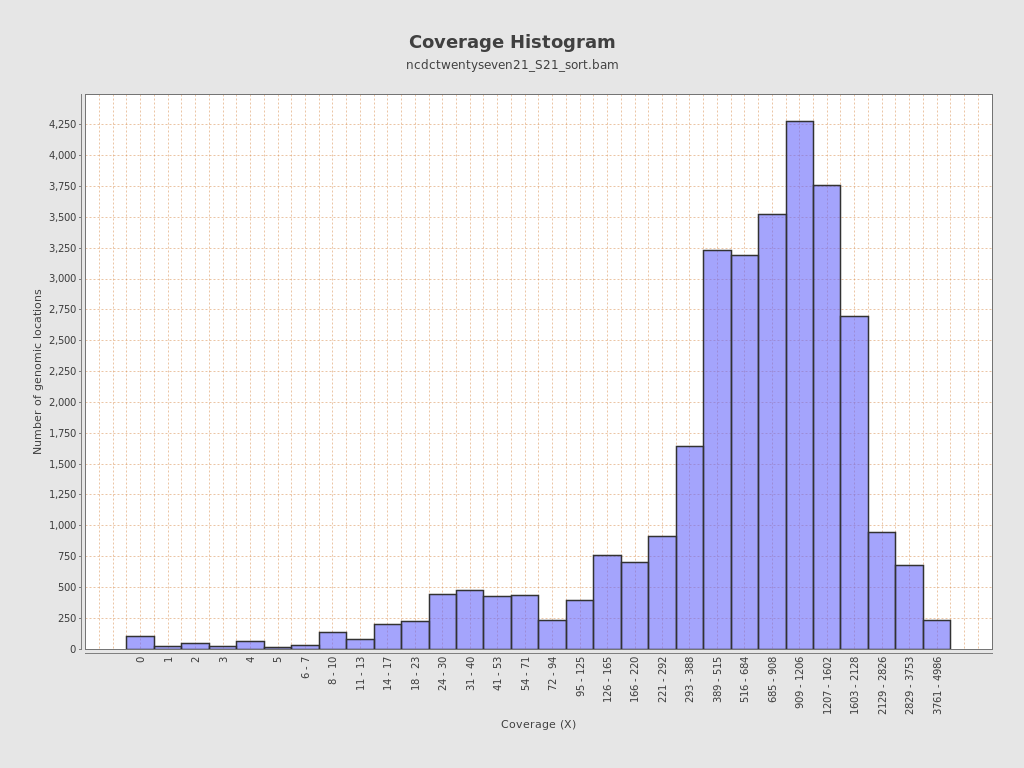 Coverage Histogram
ncdctwentyseven21_S21_sort.bam
Number of genomic locations
4,250
4,000
3,750
3,500
3,250
3,000
2,750
2,500
2,250
2,000
1,750
1,500
1,250
1,000
750
500
250
0
0
1
2
3
4
5
6 - 7
8 - 10
11 - 13
14 - 17
18 - 23
24 - 30
31 - 40
41 - 53
54 - 71
72 - 94
95 - 125
126 - 165
166 - 220
221 - 292
293 - 388
389 - 515
516 - 684
685 - 908
909 - 1206
1207 - 1602
1603 - 2128
2129 - 2826
2829 - 3753
3761 - 4986
Coverage (X)